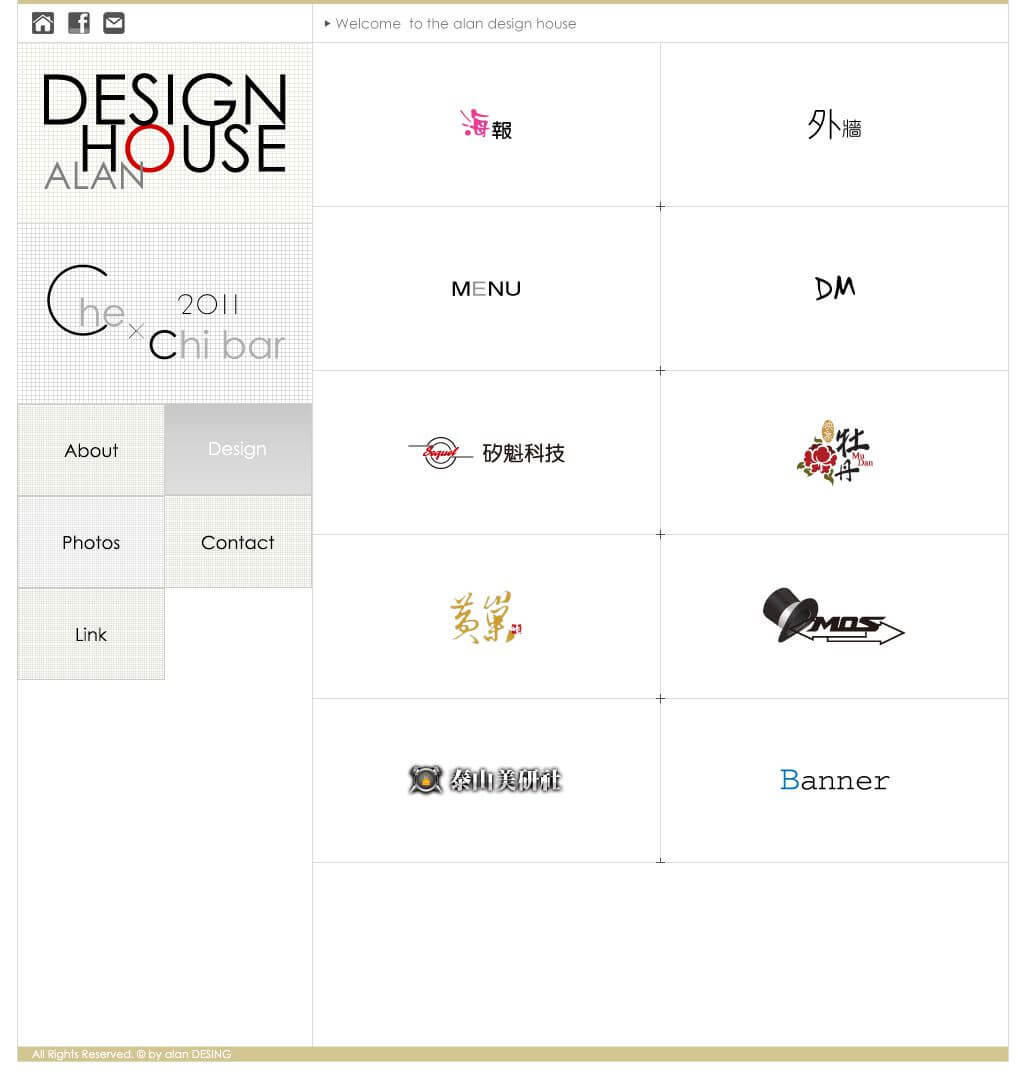 Welcome to the alan design house
DESIGN
HOUSE
ALAN
Che
×
2011
Chi bar
About
Design
Photos
Contact
Link
海報
外牆
MENU
DM
Sequel 矽魁科技
牡丹
Mu
Dan
黃巢
MOS
泰山美研社
Banner
All Rights Reserved. © by alan DESING